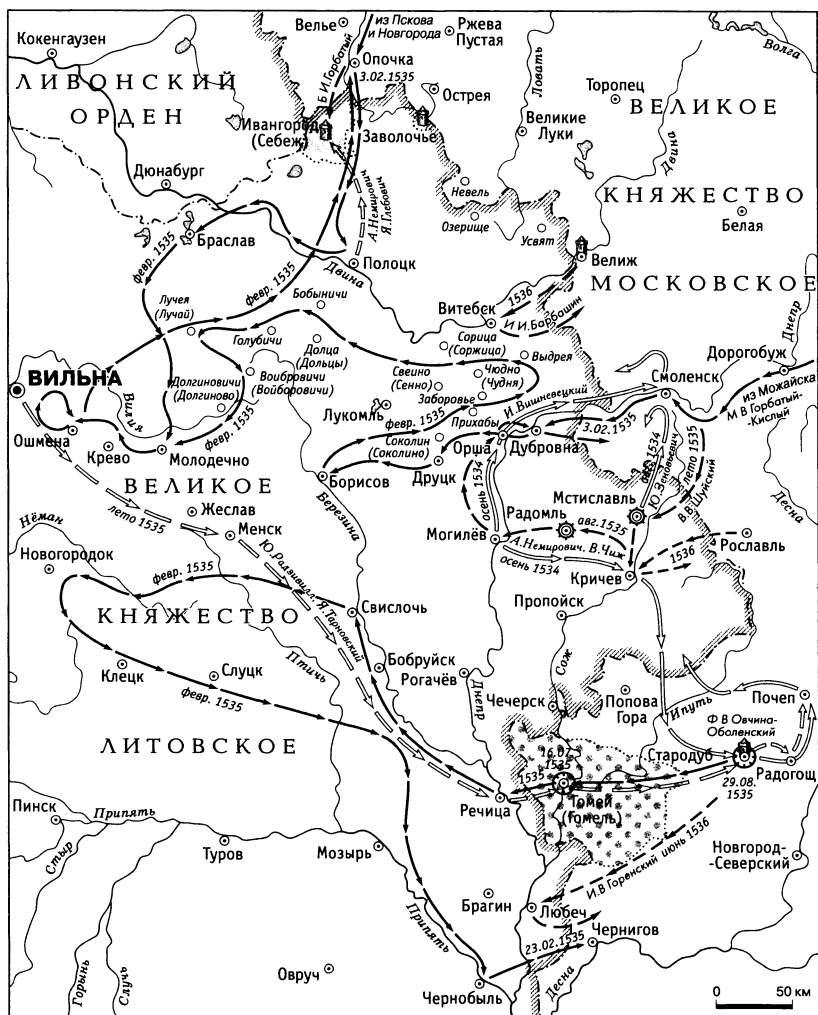 Велье
из Пскова
и Новгорода
Ржева
Пустая
Волга
Кокенгаузен
Б И.Горбатый
Опочка
3.02.1535
Ловать
Торопец
ЛИВОНСКИЙ
ОРДЕН
Острея
ВЕЛИКОЕ
Ивангород
(Себеж)
Заволочье
Великие
Луки
Двина
Дюнабург
А.Немирович
Я.Глебович
Невель
КНЯЖЕСТВО
Озерище
Усвят
Белая
Браслав
Полоцк
Велиж
февр. 1535
февр. 1535
Двина
МОСКОВСКОЕ
Лучея
(Лучай)
Бобыничи
Витебск
1536
И И.Барбашин
Днепр
Голубичи
Долца
(Дольцы)
Сорица
(Соржица)
Выдрея
Дорогобуж
ВИЛЬНА
Долгиновичи
(Долгиново)
Воибровичи
(Войборовичи)
Свеино
(Сенно)
Чюдно
(Чудня)
Смоленск
из Можайска
М В Горбатый-
Кислый
Вилия
Лукомль
Заборовье
И.Вишневецкий
февр. 1535
Прихабы
3.02.1535
Ошмена
Крево
Молодечно
февр. 1535
Соколин
(Соколино)
Орша
Дубровна
Борисов
Друцк
осень 1534
лето 1535
В.В.Шуйский
Ю.Зеновьевич
ВЕЛИКОЕ
Жеслав
Менск
лето 1535
Березина
Могилёв
Радомль
Мстиславль
авг.1535
Десна
Нёман
А.Немирович, В.Чиж
осень 1534
1536
Рославль
Новогородок
февр. 1535
Ю.Радзивилл, Я.Тарновский
Кричев
КНЯЖЕСТВО
Свислочь
Пропойск
Клецк
Слуцк
Птичь
Бобруйск
Рогачёв
Сож
февр. 1535
Днепр
Чечерск
Попова
Гора
Ипуть
Почеп
Ф В Овчина-
Оболенский
ЛИТОВСКОЕ
16.07
1535
Стародуб
Радогощ
1535
29.08.
1535
Речица
Гомей
(Гомель)
Пинск
Припять
Стыр
Туров
Мозырь
И.В Горенский июнь 1536
Новгород-
-Северский
Брагин
Любеч
Припять
23.02.1535
Чернигов
Горынь
Случь
Овруч
Чернобыль
Десна
0 50 км